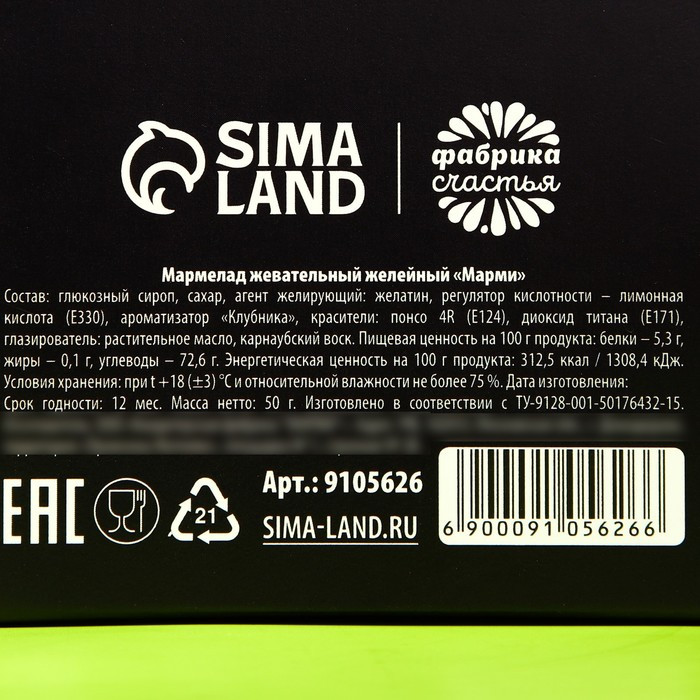 SIMA
LAND
фабрика
счастья
Мармелад жевательный желейный «Марми»
Состав: глюкозный сироп, сахар, агент желирующий: желатин, регулятор кислотности – лимонная
кислота (Е330), ароматизатор «Клубника», красители: понсо 4R (Е124), диоксид титана (Е171),
глазирователь: растительное масло, карнаубский воск. Пищевая ценность на 100 г продукта: белки – 5,3 г,
жиры – 0,1 г, углеводы – 72,6 г. Энергетическая ценность на 100 г продукта: 312,5 ккал / 1308,4 кДж.
Условия хранения: при t +18 (±3) °С и относительной влажности не более 75 %. Дата изготовления:
Срок годности: 12 мес. Масса нетто: 50 г. Изготовлено в соответствии с ТУ-9128-001-50176432-15.
EAC
21
Арт.: 9105626
SIMA-LAND.RU
6 900091 056266